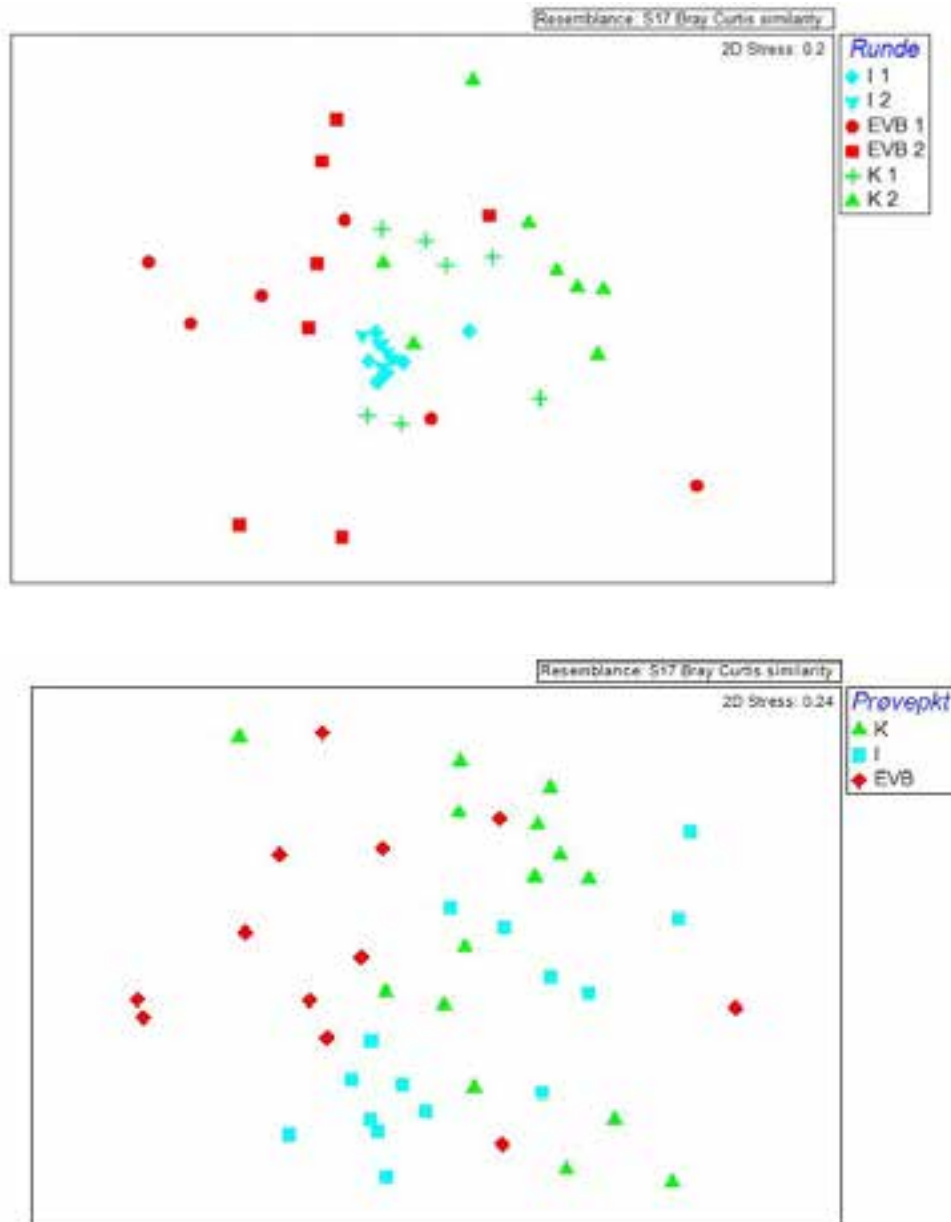 Resemblance: S17 Bray Curtis similarity
2D Stress: 0.2
Runde
I 1
I 2
EVB 1
EVB 2
K 1
K 2
Resemblance: S17 Bray Curtis similarity
2D Stress: 0.24
Prøvepkt
K
I
EVB